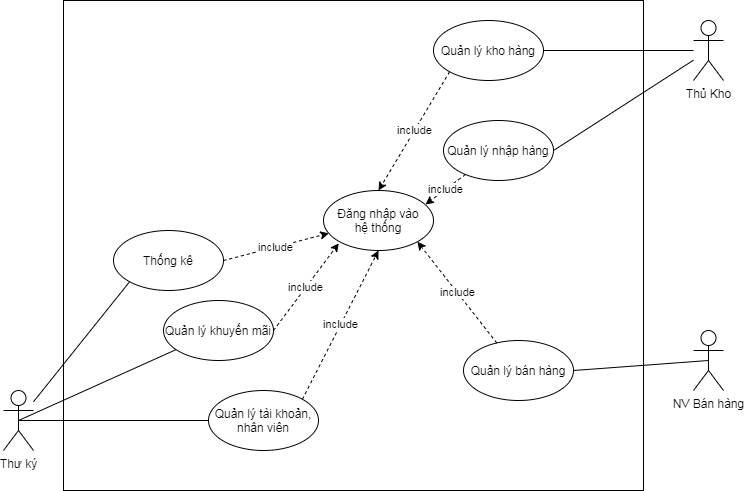 Quản lý kho hàng
Thủ Kho
include
Quản lý nhập hàng
include
Đăng nhập vào
hệ thống
include
Thống kê
include
include
include
Quản lý khuyến mãi
Quản lý bán hàng
NV Bán hàng
Quản lý tài khoản,
nhân viên
Thư ký